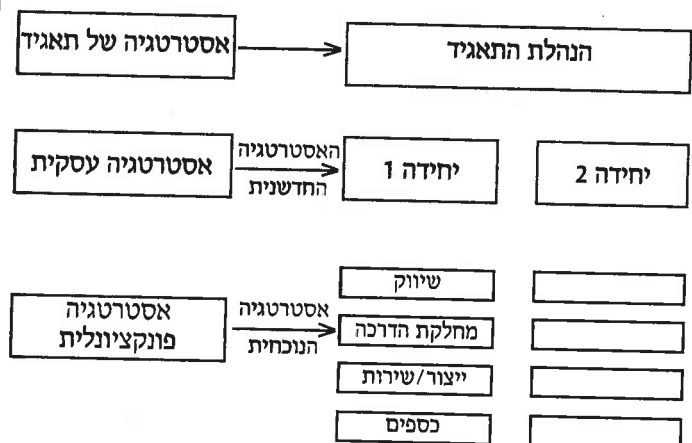 אסטרטגיה של תאגיד
הנהלת התאגיד
אסטרטגיה עסקית
האסטרטגיה
החדשנית
יחידה 1
יחידה 2
אסטרטגיה
פונקציונלית
אסטרטגיה
הנוכחית
שיווק
מחלקת הדרכה
ייצור/שירות
כספים